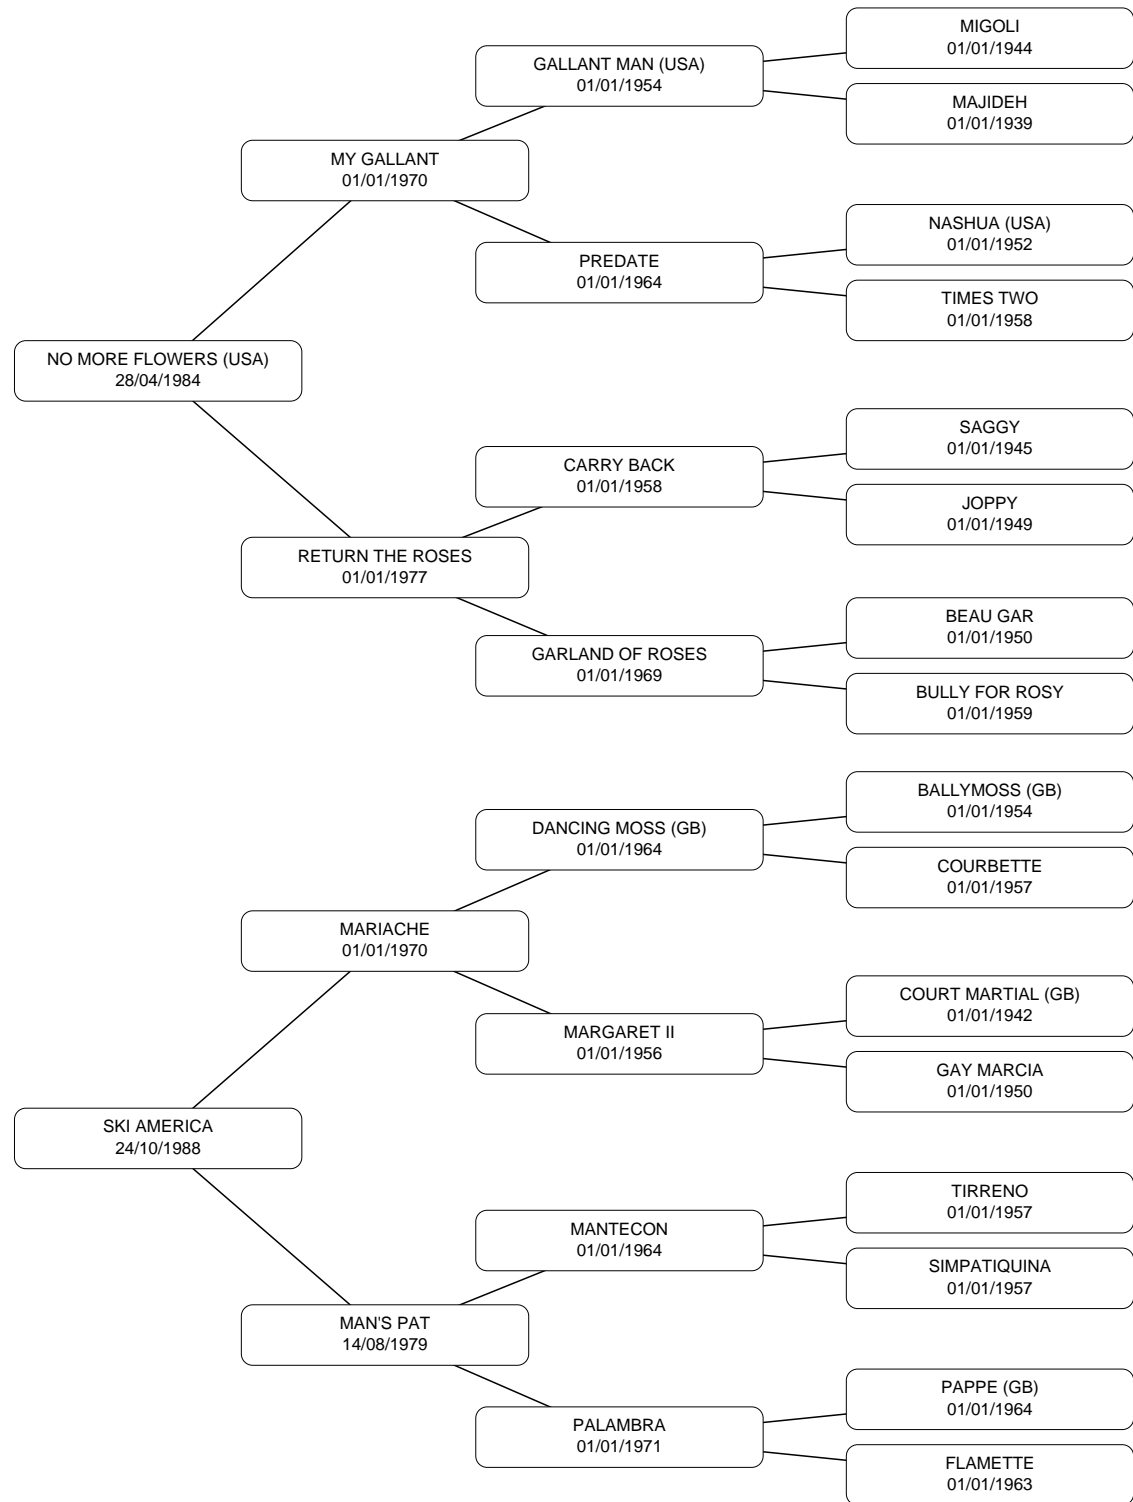 MIGOLI
01/01/1944
GALLANT MAN (USA)
01/01/1954
MAJIDEH
01/01/1939
MY GALLANT
01/01/1970
NASHUA (USA)
01/01/1952
PREDATE
01/01/1964
TIMES TWO
01/01/1958
NO MORE FLOWERS (USA)
28/04/1984
SAGGY
01/01/1945
CARRY BACK
01/01/1958
JOPPY
01/01/1949
RETURN THE ROSES
01/01/1977
BEAU GAR
01/01/1950
GARLAND OF ROSES
01/01/1969
BULLY FOR ROSY
01/01/1959
BALLYMOSS (GB)
01/01/1954
DANCING MOSS (GB)
01/01/1964
COURBETTE
01/01/1957
MARIACHE
01/01/1970
COURT MARTIAL (GB)
01/01/1942
MARGARET II
01/01/1956
GAY MARCIA
01/01/1950
SKI AMERICA
24/10/1988
TIRRENO
01/01/1957
MANTECON
01/01/1964
SIMPATIQUINA
01/01/1957
MAN'S PAT
14/08/1979
PAPPE (GB)
01/01/1964
PALAMBRA
01/01/1971
FLAMETTE
01/01/1963